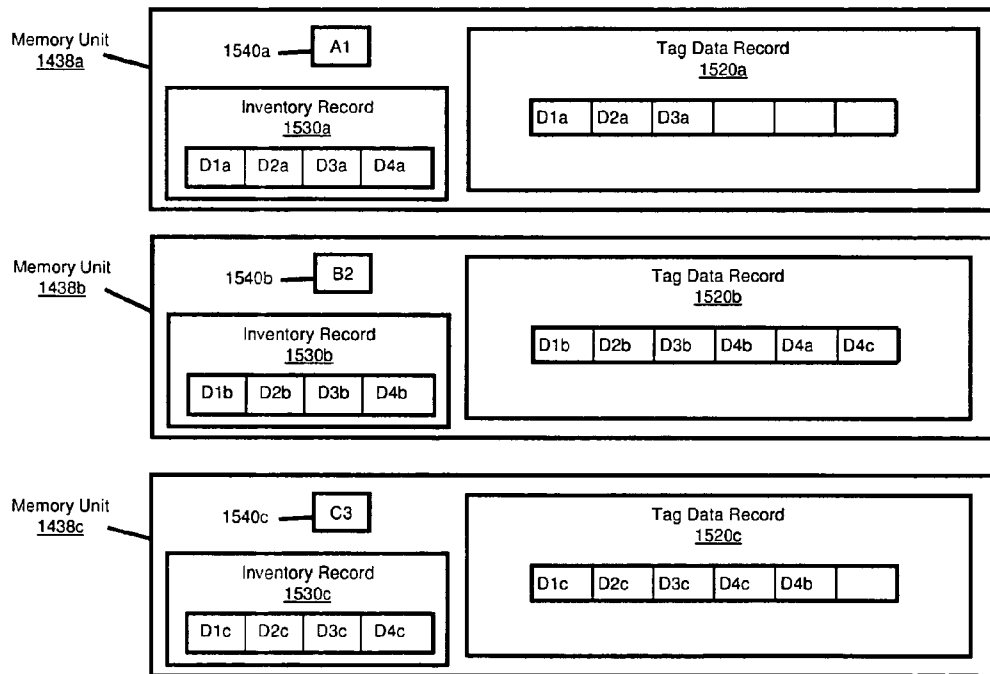 Memory Unit
1438a
1540a
A1
Inventory Record
1530a
D1a D2a D3a D4a
Tag Data Record
1520a
D1a D2a D3a
Memory Unit
1438b
1540b
B2
Inventory Record
1530b
D1b D2b D3b D4b
Tag Data Record
1520b
D1b D2b D3b D4b D4a D4c
Memory Unit
1438c
1540c
C3
Inventory Record
1530c
D1c D2c D3c D4c
Tag Data Record
1520c
D1c D2c D3c D4c D4b